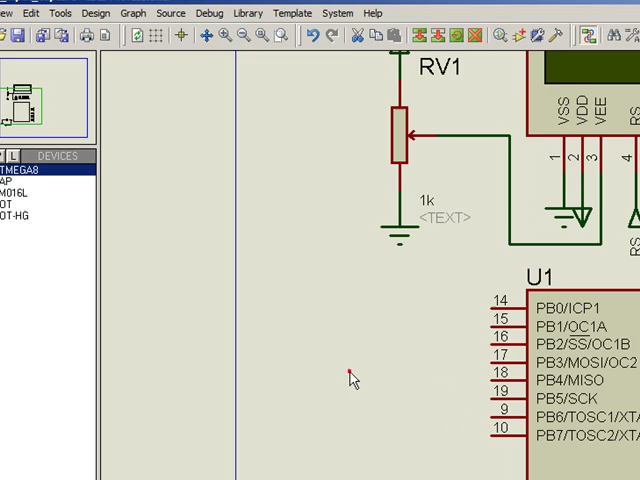 ew Edit Tools Design Graph Source Debug Library Template System Help
L DEVICES
TMEGA8
AP
M016L
OT
OT-HG
RV1
1k
<TEXT>
VSS
VDD
VEE
RS
1
2
3
4
RS
U1
14 PB0/ICP1
15 PB1/OC1A
16 PB2/SS/OC1B
17 PB3/MOSI/OC2
18 PB4/MISO
19 PB5/SCK
9 PB6/TOSC1/XTA
10 PB7/TOSC2/XTA